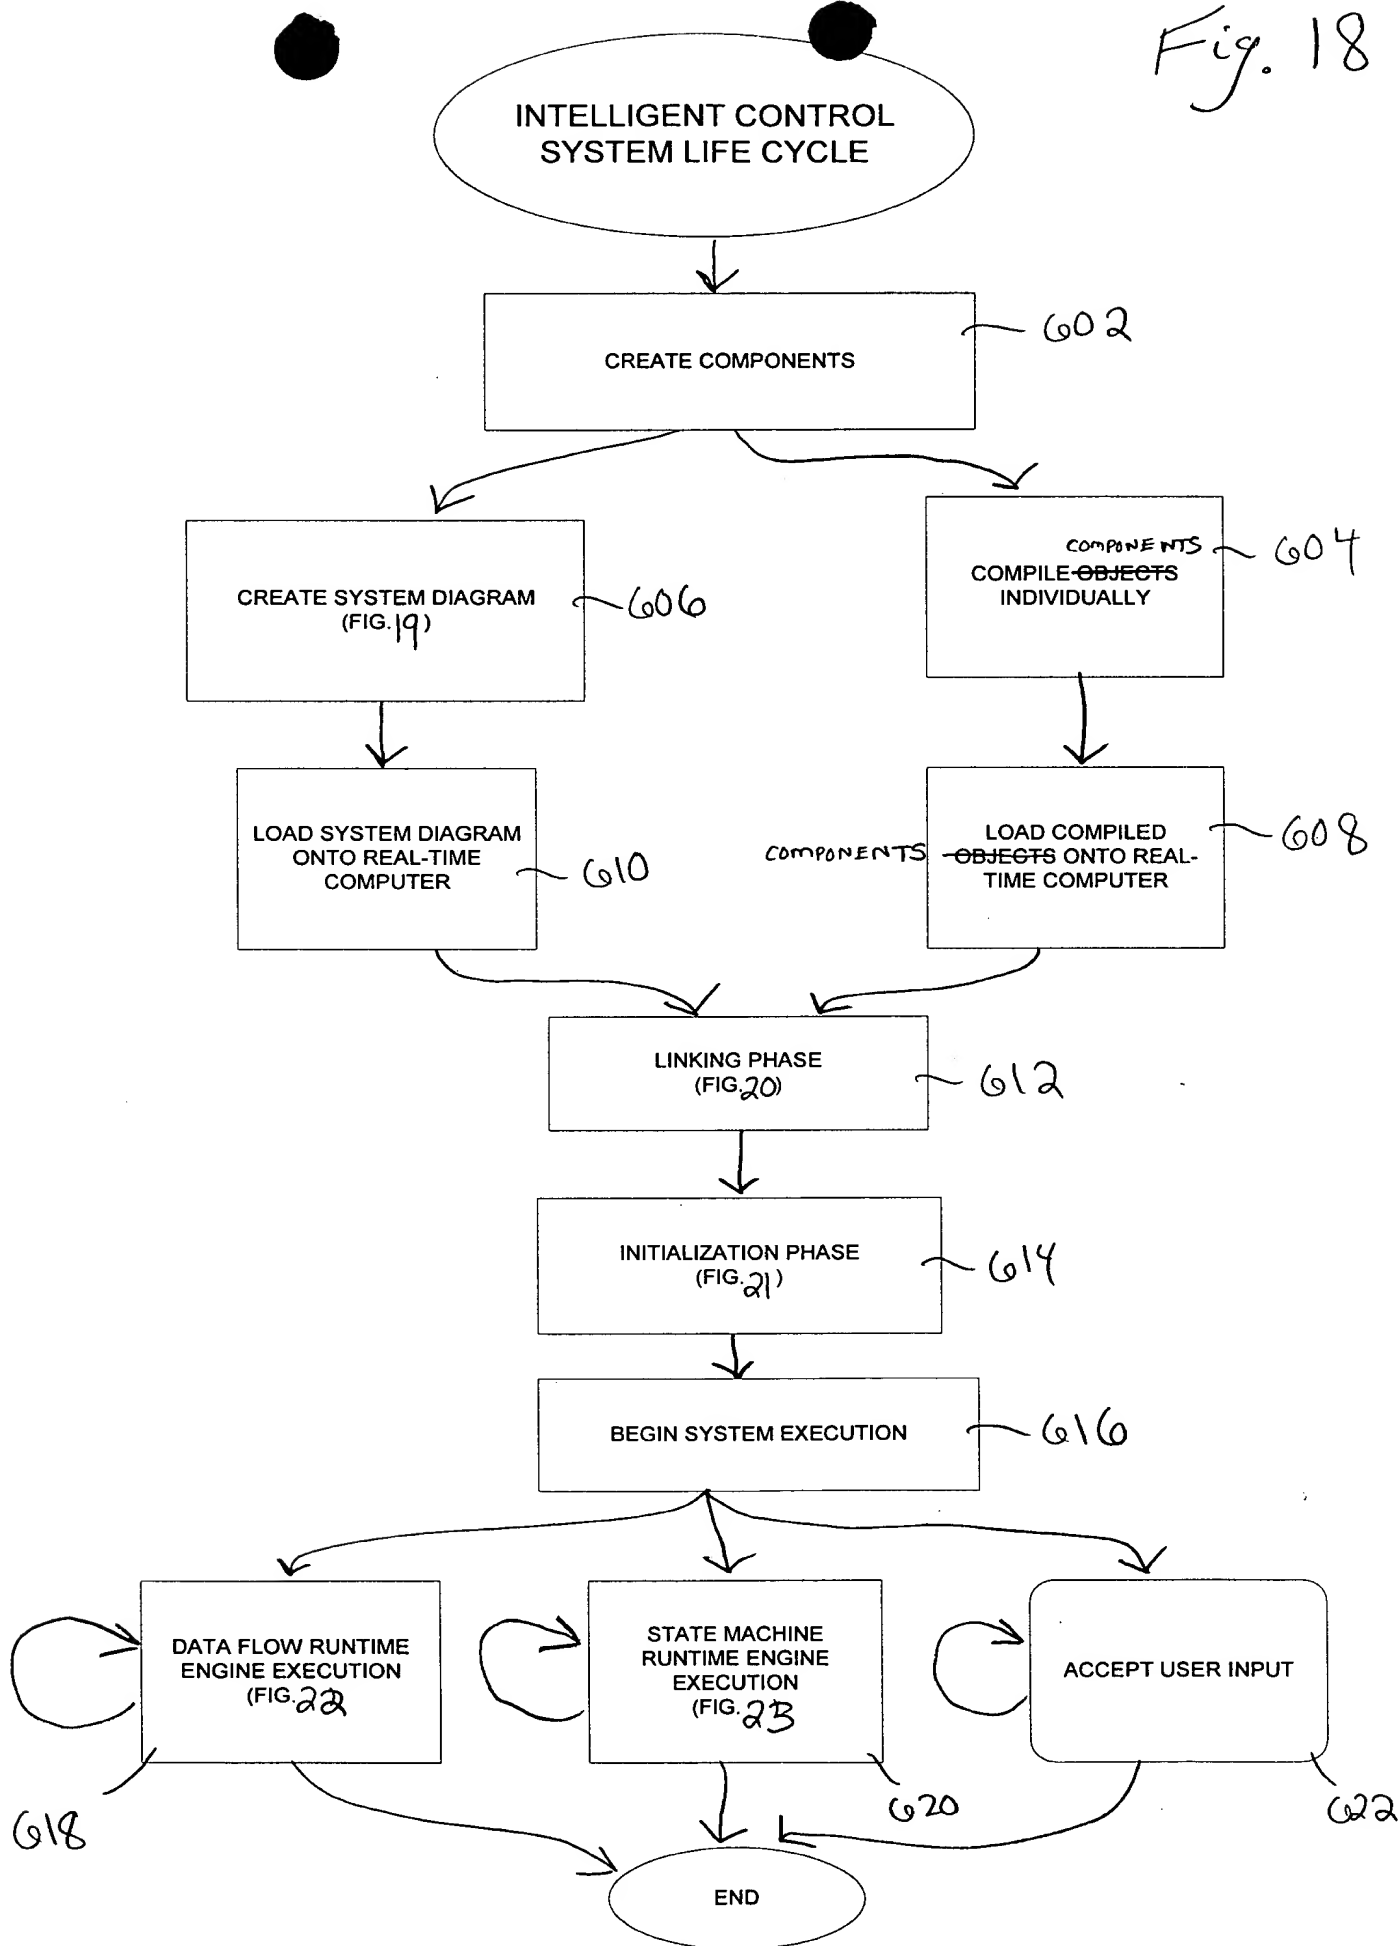 Fig. 18
INTELLIGENT CONTROL
SYSTEM LIFE CYCLE
602
CREATE COMPONENTS
COMPONENTS
604
COMPILE OBJECTS
INDIVIDUALLY
CREATE SYSTEM DIAGRAM
(FIG.19)
606
LOAD SYSTEM DIAGRAM
ONTO REAL-TIME
COMPUTER
610
COMPONENTS
LOAD COMPILED
OBJECTS ONTO REAL-
TIME COMPUTER
608
LINKING PHASE
(FIG.20)
612
INITIALIZATION PHASE
(FIG.21)
614
BEGIN SYSTEM EXECUTION
616
DATA FLOW RUNTIME
ENGINE EXECUTION
(FIG.22)
618
STATE MACHINE
RUNTIME ENGINE
EXECUTION
(FIG.23
620
ACCEPT USER INPUT
622
END